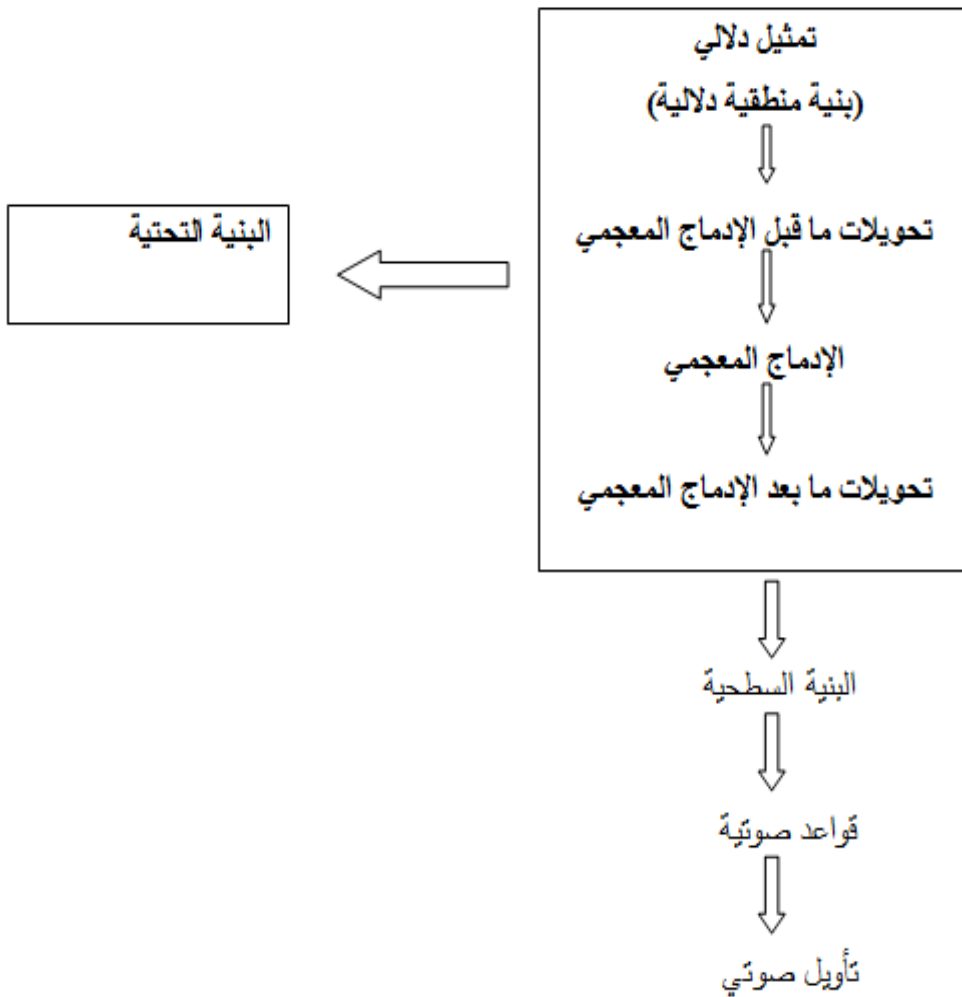 تمثيل دلالي
(بنية منطقية دلالية)
تحويلات ما قبل الإدماج المعجمي
البنية التحتية
الإدماج المعجمي
تحويلات ما بعد الإدماج المعجمي
البنية السطحية
قواعد صوتية
تأويل صوتي